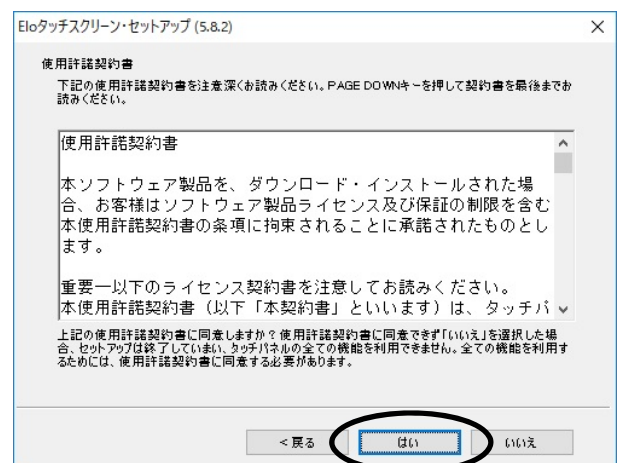 Eloタッチスクリーン・セットアップ (5.8.2)
使用許諾契約書
下記の使用許諾契約書を注意深くお読みください。PAGE DOWNキーを押して契約書を最後までお
読みください。
使用許諾契約書
本ソフトウェア製品を、ダウンロード・インストールされた場
合、お客様はソフトウェア製品ライセンス及び保証の制限を含む
本使用許諾契約書の条項に拘束されることに承諾されたものとし
ます。
重要ー以下のライセンス契約書を注意してお読みください。
本使用許諾契約書（以下「本契約書」といいます）は、タッチパ
上記の使用許諾契約書に同意しますか？使用許諾契約書に同意できず「いいえ」を選択した場
合、セットアップは終了していまい、タッチパネルの全ての機能を利用できません。全ての機能を利用す
るためには、使用許諾契約書に同意する必要があります。
< 戻る
はい
いいえ